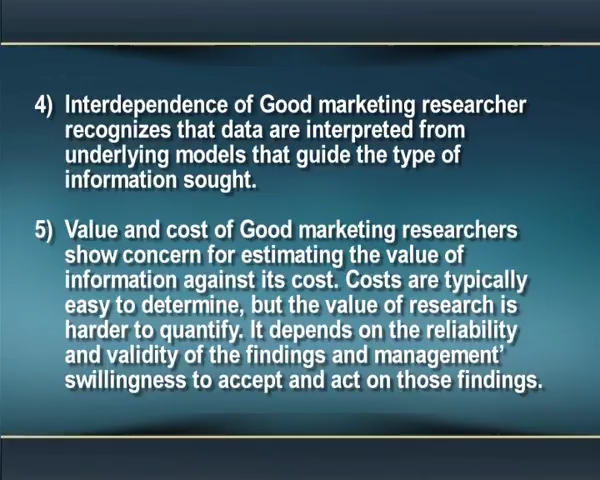 4) Interdependence of Good marketing researcher
recognizes that data are interpreted from
underlying models that guide the type of
information sought.
5) Value and cost of Good marketing researchers
show concern for estimating the value of
information against its cost. Costs are typically
easy to determine, but the value of research is
harder to quantify. It depends on the reliability
and validity of the findings and management’
swillingness to accept and act on those findings.